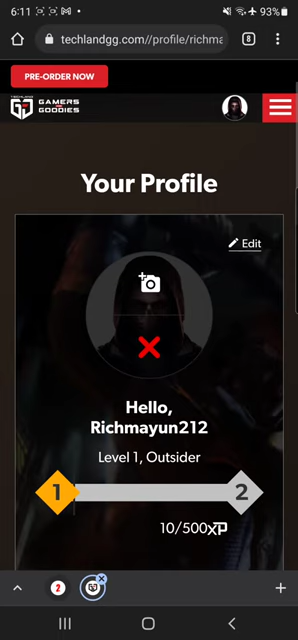 6:11
93%
techlandgg.com//profile/richma
8
PRE-ORDER NOW
TECHLAND
GAMERS
GOODIES
Your Profile
Edit
Hello,
Richmayun212
Level 1, Outsider
1
2
10/500XP
2